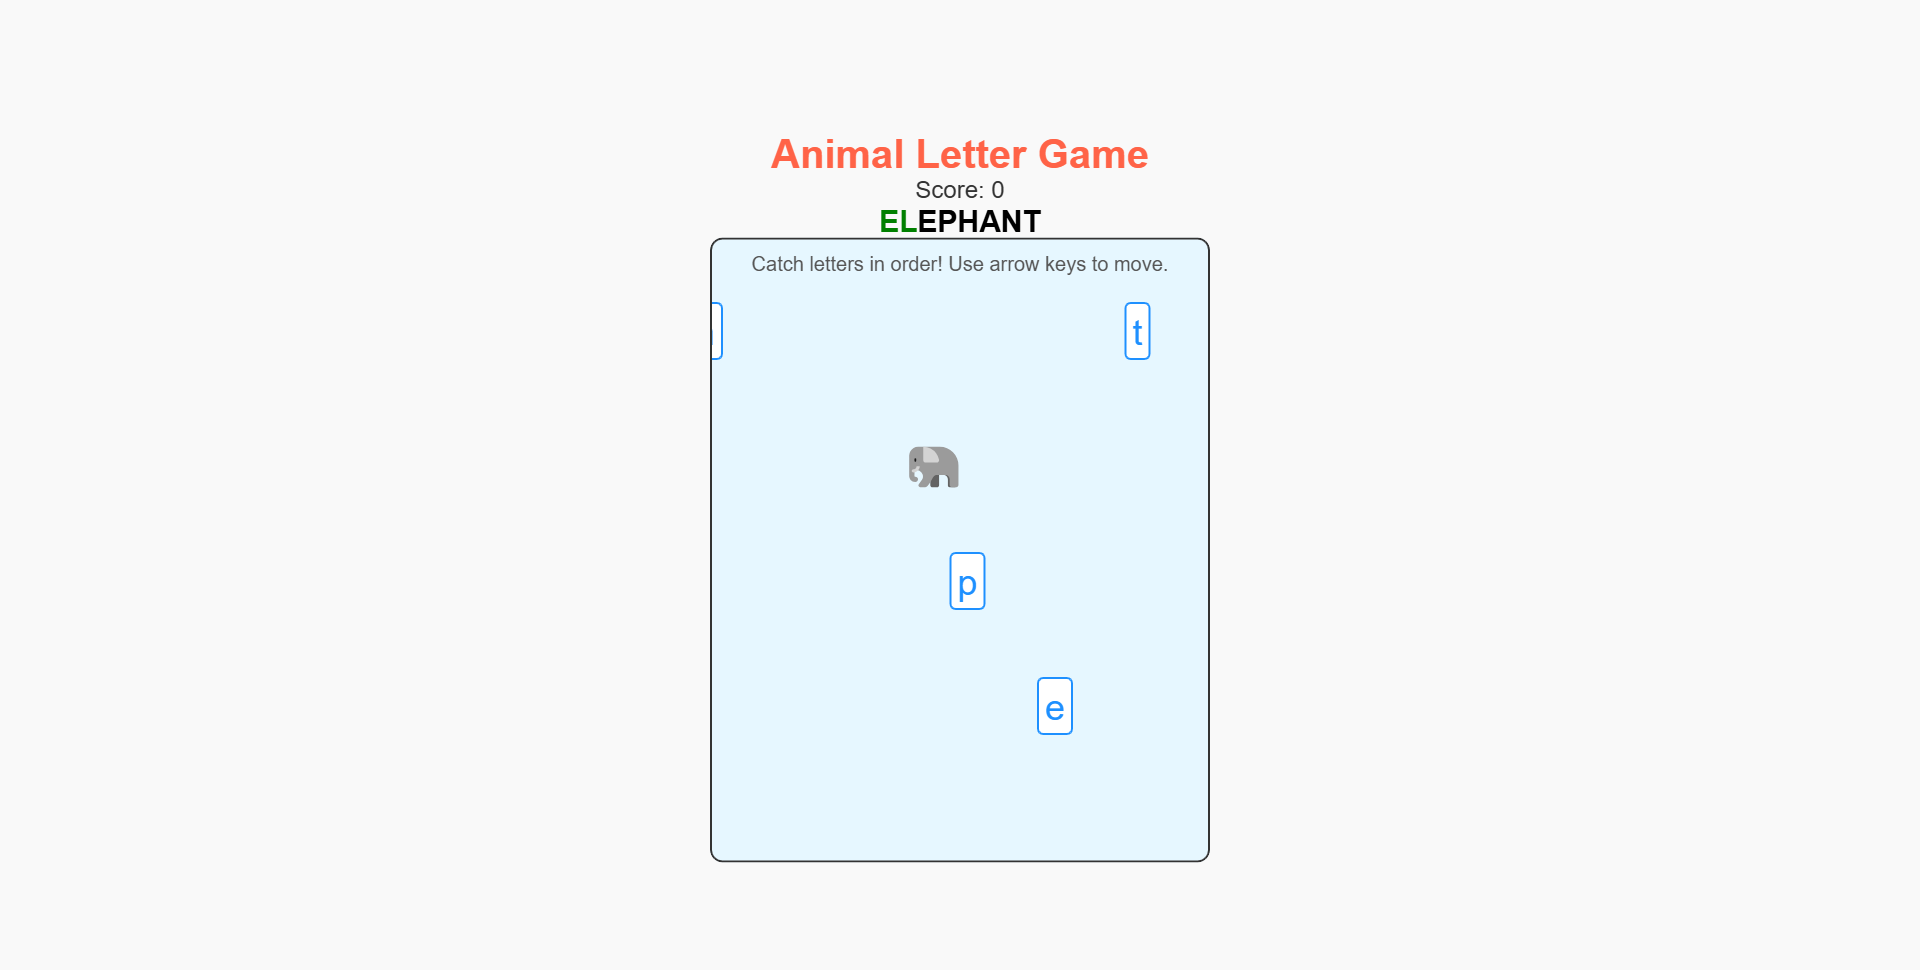 Animal Letter Game
Score: 0
ELEPHANT
Catch letters in order! Use arrow keys to move.
t
p
e